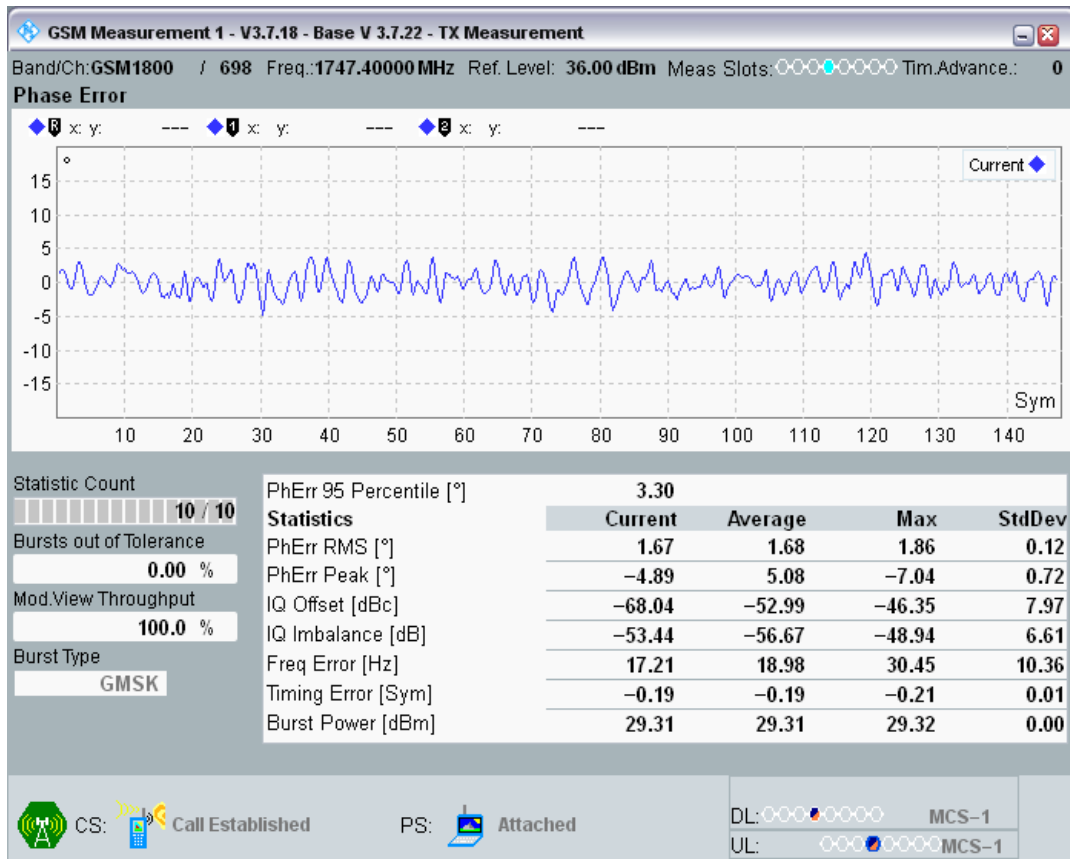 GSM Measurement 1 - V3.7.18 - Base V 3.7.22 - TX Measurement
Band/Ch:GSM1800 / 698 Freq.:1747.40000 MHz Ref. Level: 36.00 dBm Meas Slots: Tim.Advance.: 0
Phase Error
R x: y: --- 1 x: y: --- 2 x: y: ---
°
Current
15
10
5
0
-5
-10
-15
Sym
10 20 30 40 50 60 70 80 90 100 110 120 130 140
Statistic Count
10 / 10
Bursts out of Tolerance
0.00 %
Mod.View Throughput
100.0 %
Burst Type
GMSK
PhErr 95 Percentile [°] 3.30
Statistics Current Average Max StdDev
PhErr RMS [°] 1.67 1.68 1.86 0.12
PhErr Peak [°] −4.89 5.08 −7.04 0.72
IQ Offset [dBc] −68.04 −52.99 −46.35 7.97
IQ Imbalance [dB] −53.44 −56.67 −48.94 6.61
Freq Error [Hz] 17.21 18.98 30.45 10.36
Timing Error [Sym] −0.19 −0.19 −0.21 0.01
Burst Power [dBm] 29.31 29.31 29.32 0.00
CS: Call Established PS: Attached
DL: MCS−1
UL: MCS−1